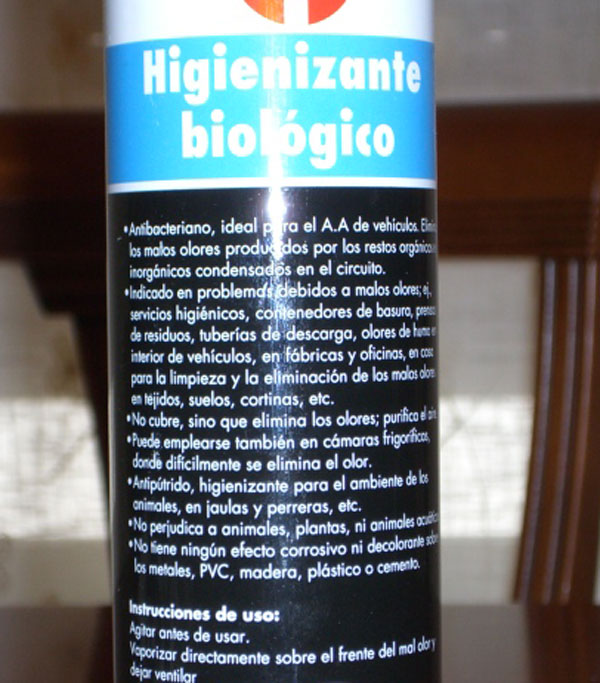 Higienizante
biológico
•Antibacteriano, ideal para el A.A de vehículos. Elimi
los malos olores producidos por los restos orgánicos
inorgánicos condensados en el circuito.
•Indicado en problemas debidos a malos olores; ej.,
servicios higiénicos, contenedores de basura, prensa
de residuos, tuberías de descarga, olores de humo en
interior de vehículos, en fábricas y oficinas, en casa
para la limpieza y la eliminación de los malos olores
en tejidos, suelos, cortinas, etc.
•No cubre, sino que elimina los olores; purifica el aire.
•Puede emplearse también en cámaras frigoríficas,
donde difícilmente se elimina el olor.
•Antipútrido, higienizante para el ambiente de los
animales, en jaulas y perreras, etc.
•No perjudica a animales, plantas, ni animales acuátic
•No tiene ningún efecto corrosivo ni decolorante sobre
los metales, PVC, madera, plástico o cemento.
Instrucciones de uso:
Agitar antes de usar.
Vaporizar directamente sobre el frente del mal olor y
dejar ventilar